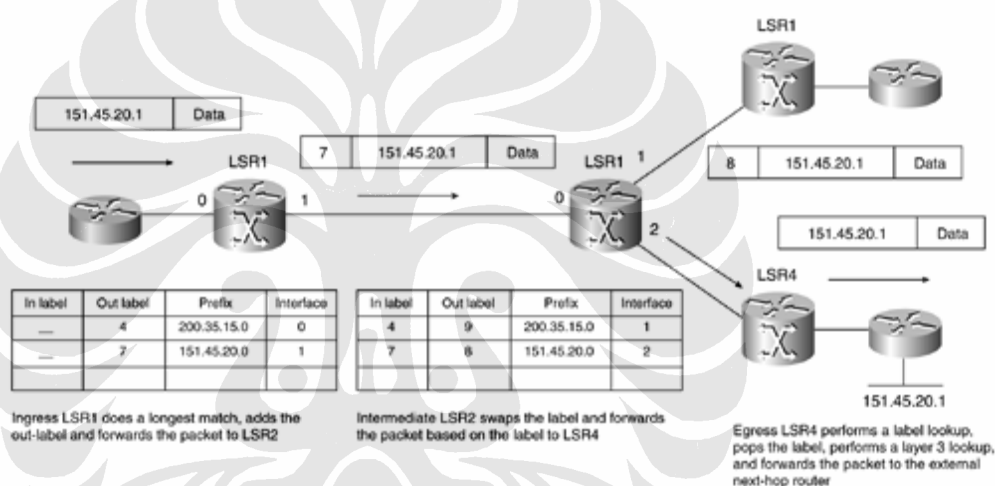 LSR1
151.45.20.1 Data
7 151.45.20.1 Data
LSR1
LSR1
1
8 151.45.20.1 Data
0
1
0
2
151.45.20.1 Data
LSR4
In label Out label Prefix Interface
— 4 200.35.15.0 0
— 7 151.45.20.0 1
In label Out label Prefix Interface
4 9 200.35.15.0 1
7 8 151.45.20.0 2
151.45.20.1
Ingress LSR1 does a longest match, adds the
out-label and forwards the packet to LSR2
Intermediate LSR2 swaps the label and forwards
the packet based on the label to LSR4
Egress LSR4 performs a label lookup,
pops the label, performs a layer 3 lookup,
and forwards the packet to the external
next-hop router